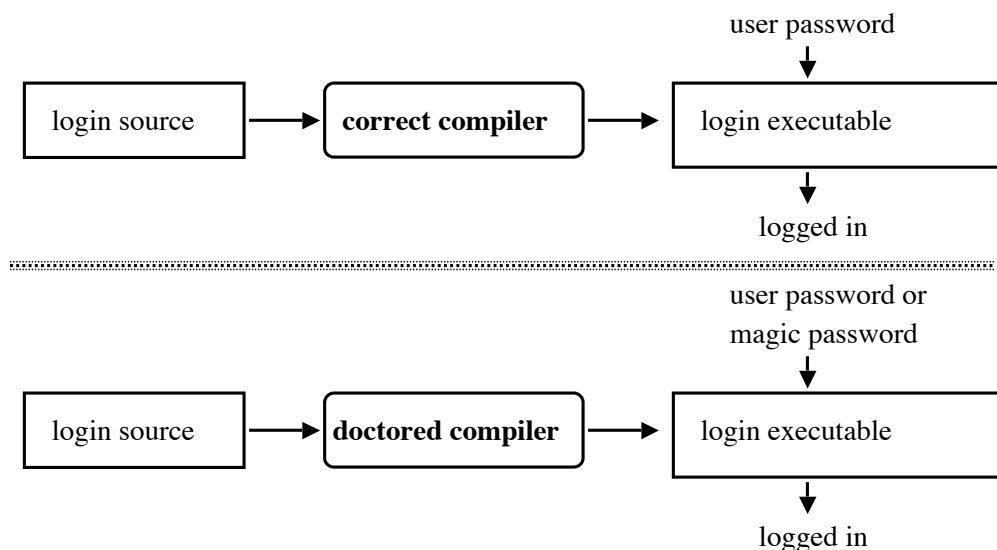 user password
login source
correct compiler
login executable
logged in
user password or
magic password
login source
doctored compiler
login executable
logged in